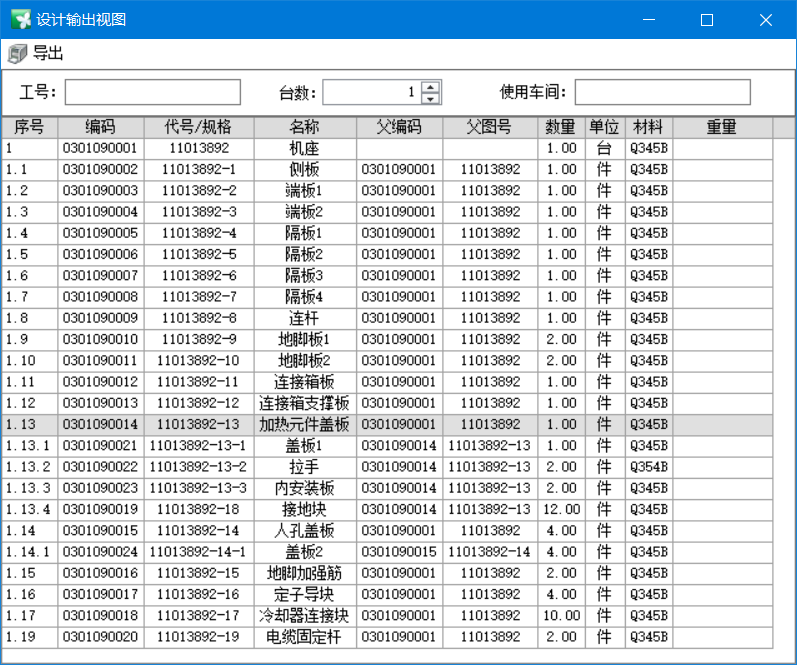 设计输出视图
导出
工号: 台数: 1 使用车间:
序号 编码 代号/规格 名称 父编码 父图号 数量 单位 材料 重量
1 0301090001 11013892 机座 1.00 台 Q345B
1.1 0301090002 11013892-1 侧板 0301090001 11013892 1.00 件 Q345B
1.2 0301090003 11013892-2 端板1 0301090001 11013892 1.00 件 Q345B
1.3 0301090004 11013892-3 端板2 0301090001 11013892 1.00 件 Q345B
1.4 0301090005 11013892-4 隔板1 0301090001 11013892 1.00 件 Q345B
1.5 0301090006 11013892-5 隔板2 0301090001 11013892 1.00 件 Q345B
1.6 0301090007 11013892-6 隔板3 0301090001 11013892 1.00 件 Q345B
1.7 0301090008 11013892-7 隔板4 0301090001 11013892 1.00 件 Q345B
1.8 0301090009 11013892-8 连杆 0301090001 11013892 1.00 件 Q345B
1.9 0301090010 11013892-9 地脚板1 0301090001 11013892 2.00 件 Q345B
1.10 0301090011 11013892-10 地脚板2 0301090001 11013892 2.00 件 Q345B
1.11 0301090012 11013892-11 连接箱板 0301090001 11013892 1.00 件 Q345B
1.12 0301090013 11013892-12 连接箱支撑板 0301090001 11013892 1.00 件 Q345B
1.13 0301090014 11013892-13 加热元件盖板 0301090001 11013892 1.00 件 Q345B
1.13.1 0301090021 11013892-13-1 盖板1 0301090014 11013892-13 1.00 件 Q345B
1.13.2 0301090022 11013892-13-2 拉手 0301090014 11013892-13 2.00 件 Q354B
1.13.3 0301090023 11013892-13-3 内安装板 0301090014 11013892-13 2.00 件 Q345B
1.13.4 0301090019 11013892-18 接地块 0301090014 11013892-13 12.00 件 Q345B
1.14 0301090015 11013892-14 人孔盖板 0301090001 11013892 4.00 件 Q345B
1.14.1 0301090024 11013892-14-1 盖板2 0301090015 11013892-14 4.00 件 Q345B
1.15 0301090016 11013892-15 地脚加强筋 0301090001 11013892 2.00 件 Q345B
1.16 0301090017 11013892-16 定子导块 0301090001 11013892 4.00 件 Q345B
1.17 0301090018 11013892-17 冷却器连接块 0301090001 11013892 10.00 件 Q345B
1.19 0301090020 11013892-19 电缆固定杆 0301090001 11013892 2.00 件 Q345B